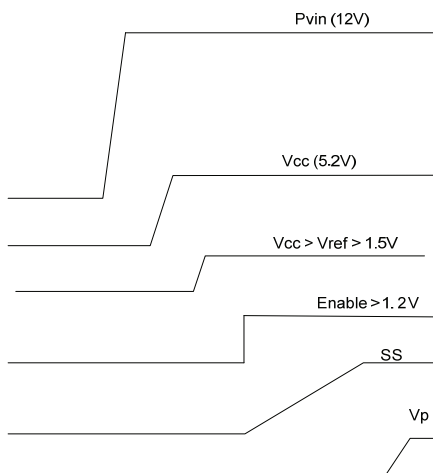 Pvin (12V)
Vcc (5.2V)
Vcc > Vref > 1.5V
Enable > 1.2V
SS
Vp